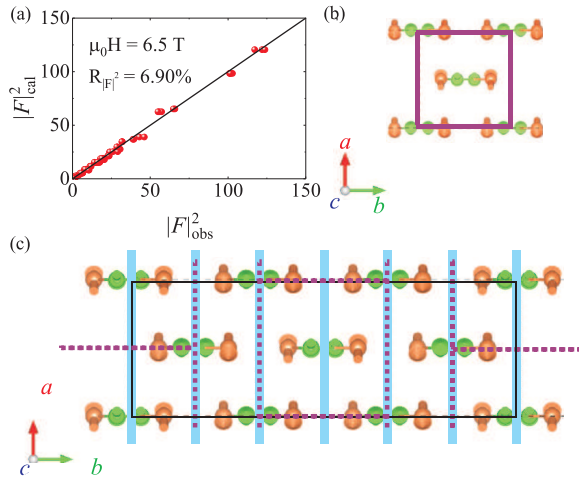 (a)
150
100
50
0
0
50
100
150
μ₀H = 6.5 T
R|F|² = 6.90%
|F|²cal
|F|²obs
(b)
a
c
b
(c)
a
c
b